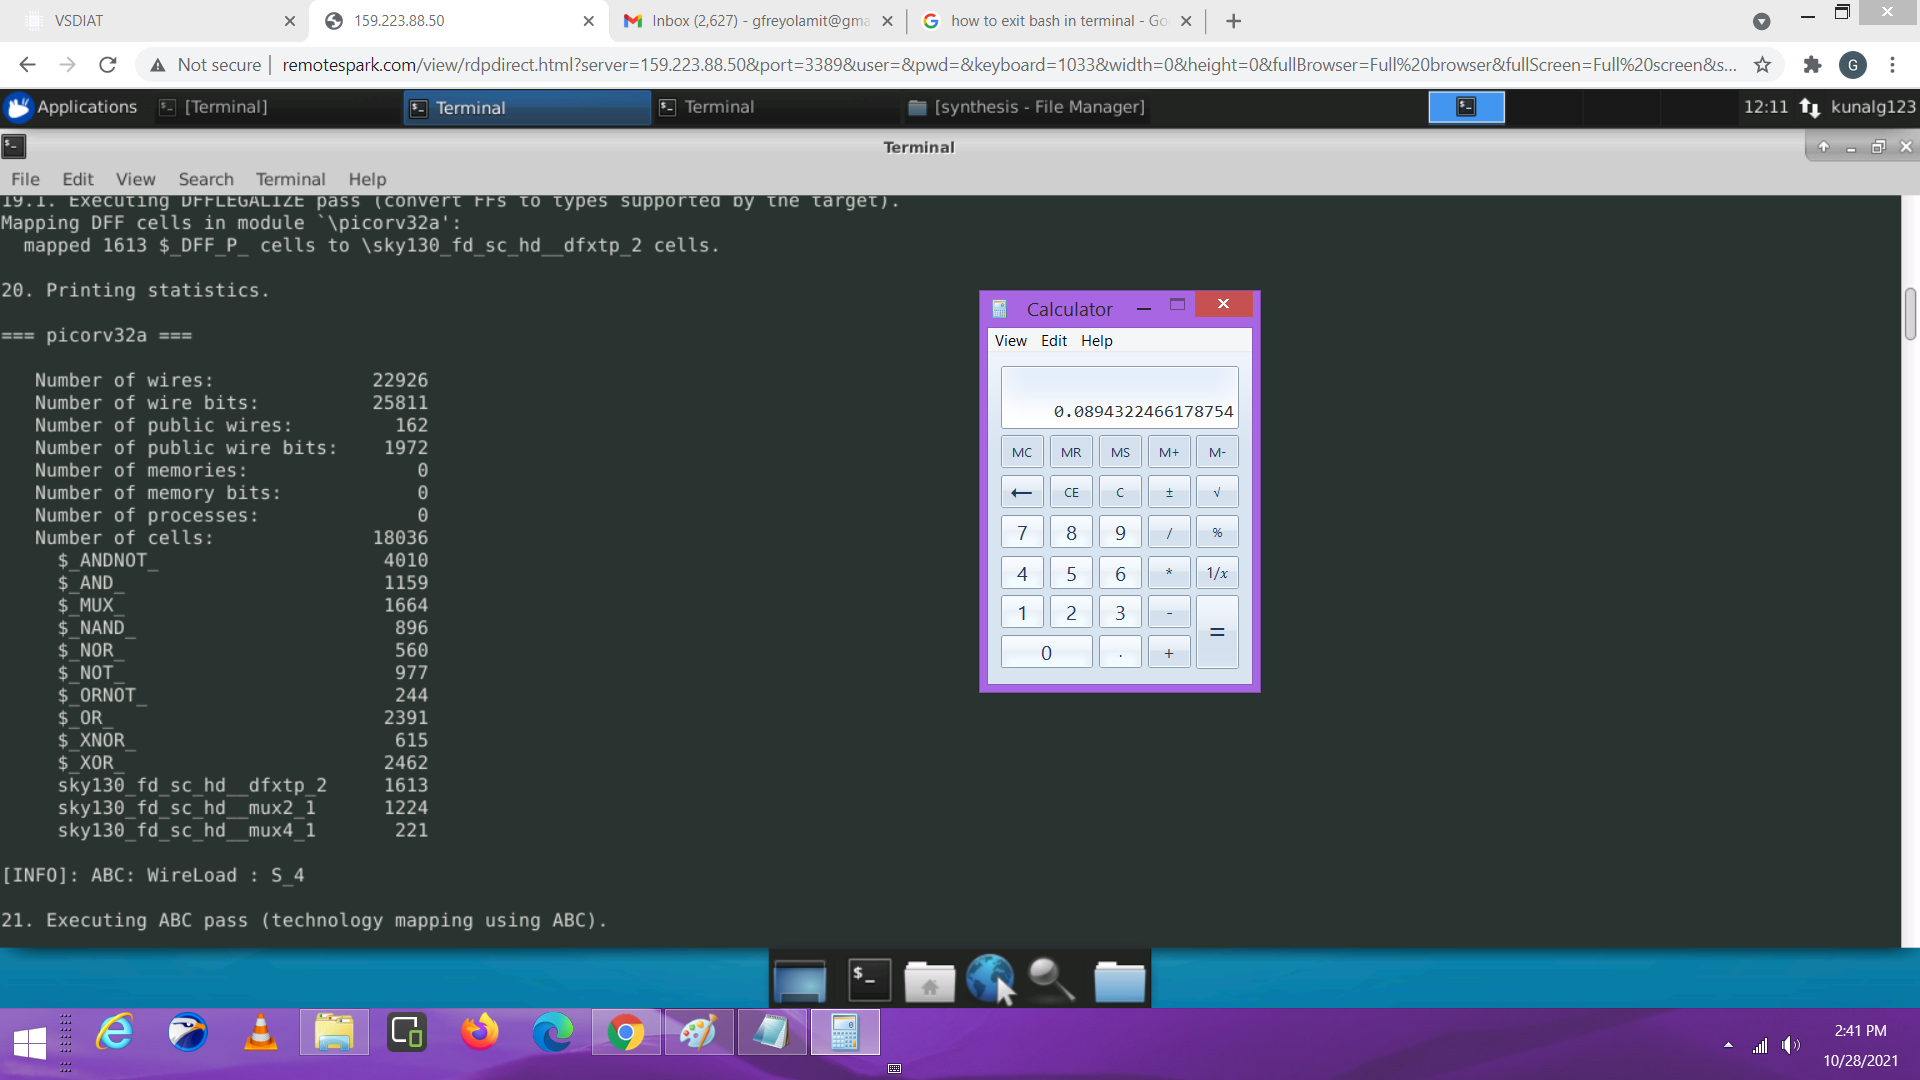 VSDIAT
159.223.88.50
Inbox (2,627) - gfreyolamit@gma
how to exit bash in terminal - Go
Not secure
remotespark.com/view/rdpdirect.html?server=159.223.88.50&port=3389&user=&pwd=&keyboard=1033&width=0&height=0&fullBrowser=Full%20browser&fullScreen=Full%20screen&s...
G
Applications
[Terminal]
Terminal
Terminal
[synthesis - File Manager]
12:11
kunalg123
Terminal
File Edit View Search Terminal Help
19.1. Executing DFFLEGALIZE pass (convert FFs to types supported by the target).
Mapping DFF cells in module `\picorv32a':
mapped 1613 $_DFF_P_ cells to \sky130_fd_sc_hd__dfxtp_2 cells.
20. Printing statistics.
=== picorv32a ===
Number of wires: 22926
Number of wire bits: 25811
Number of public wires: 162
Number of public wire bits: 1972
Number of memories: 0
Number of memory bits: 0
Number of processes: 0
Number of cells: 18036
$_ANDNOT_ 4010
$_AND_ 1159
$_MUX_ 1664
$_NAND_ 896
$_NOR_ 560
$_NOT_ 977
$_ORNOT_ 244
$_OR_ 2391
$_XNOR_ 615
$_XOR_ 2462
sky130_fd_sc_hd__dfxtp_2 1613
sky130_fd_sc_hd__mux2_1 1224
sky130_fd_sc_hd__mux4_1 221
[INFO]: ABC: WireLoad : S_4
21. Executing ABC pass (technology mapping using ABC).
Calculator
View Edit Help
0.0894322466178754
MC MR MS M+ M-
← CE C ± √
7 8 9 / %
4 5 6 * 1/x
1 2 3 - =
0 . +
2:41 PM
10/28/2021